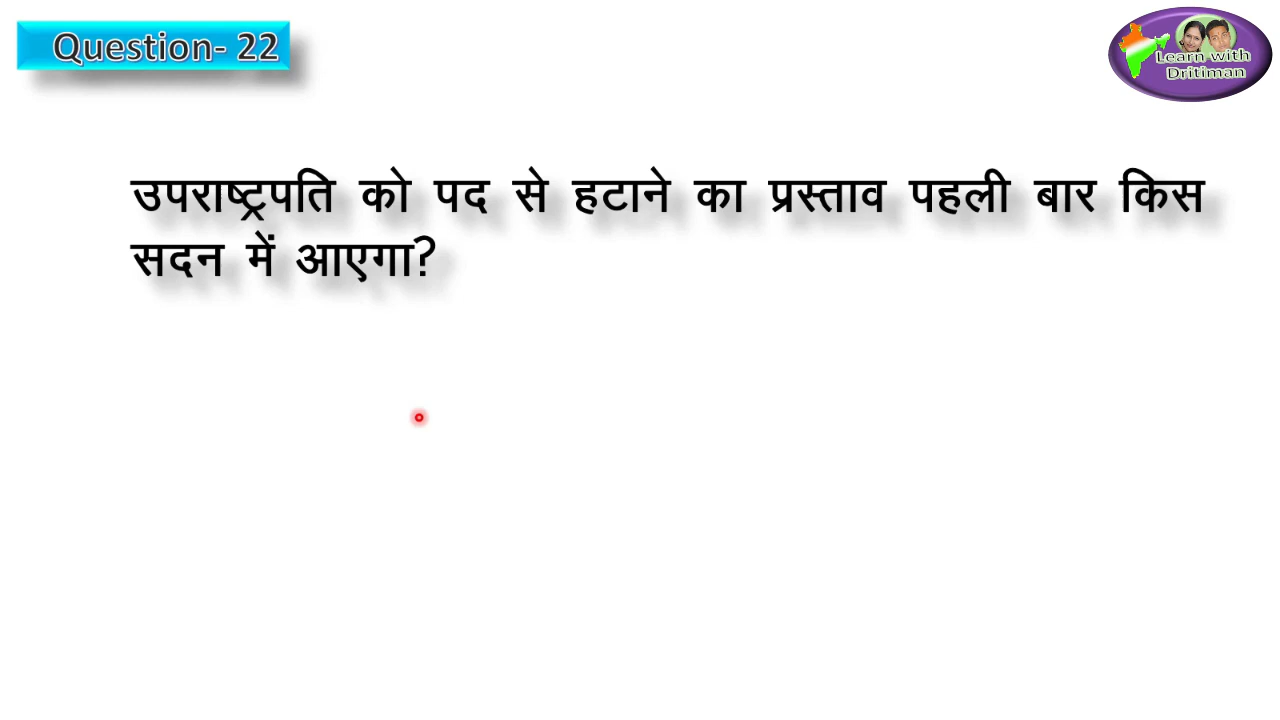 Question- 22
Learn with
Dritiman
उपराष्ट्रपति को पद से हटाने का प्रस्ताव पहली बार किस
सदन में आएगा?